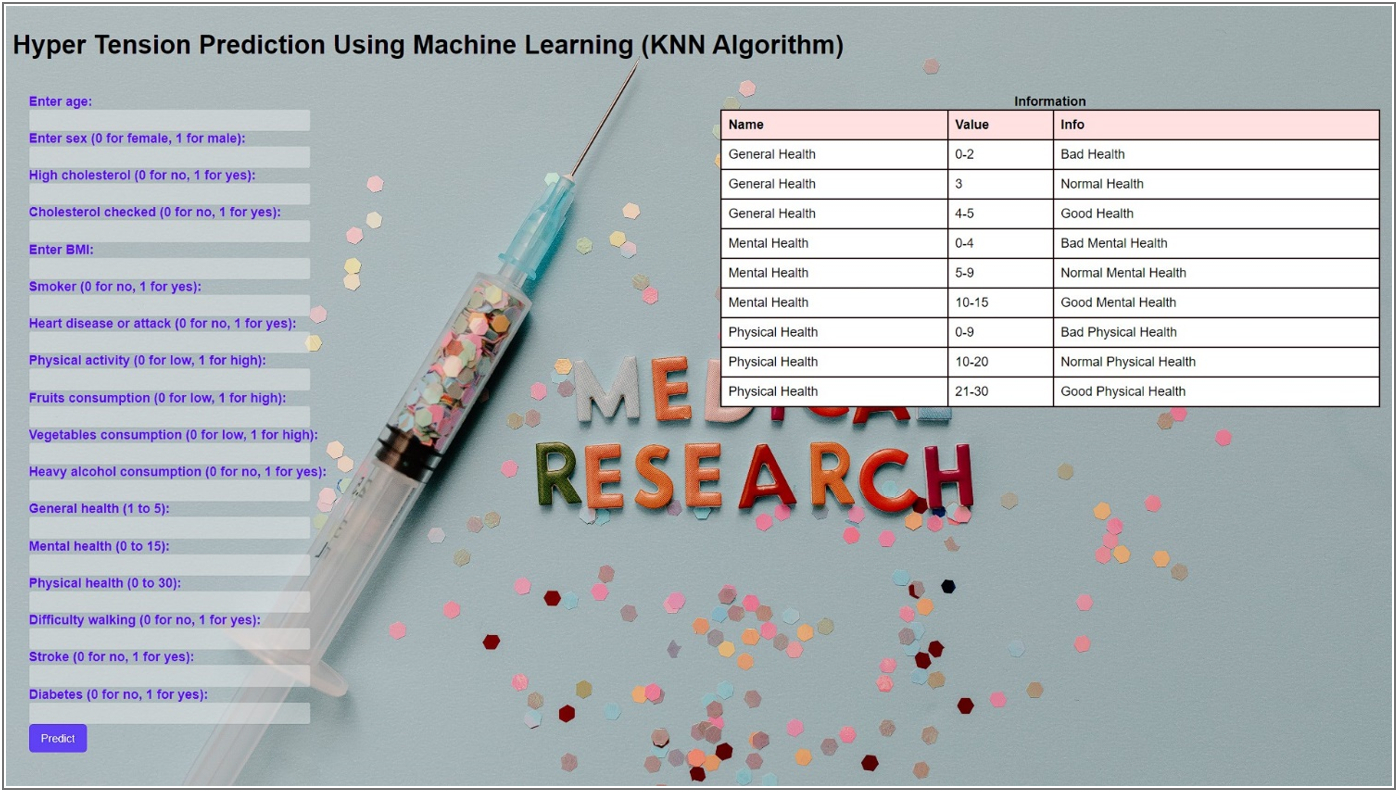 Hyper Tension Prediction Using Machine Learning (KNN Algorithm)
Enter age:
Enter sex (0 for female, 1 for male):
High cholesterol (0 for no, 1 for yes):
Cholesterol checked (0 for no, 1 for yes):
Enter BMI:
Smoker (0 for no, 1 for yes):
Heart disease or attack (0 for no, 1 for yes):
Physical activity (0 for low, 1 for high):
Fruits consumption (0 for low, 1 for high):
Vegetables consumption (0 for low, 1 for high):
Heavy alcohol consumption (0 for no, 1 for yes):
General health (1 to 5):
Mental health (0 to 15):
Physical health (0 to 30):
Difficulty walking (0 for no, 1 for yes):
Stroke (0 for no, 1 for yes):
Diabetes (0 for no, 1 for yes):
Predict
Information
Name Value Info
General Health 0-2 Bad Health
General Health 3 Normal Health
General Health 4-5 Good Health
Mental Health 0-4 Bad Mental Health
Mental Health 5-9 Normal Mental Health
Mental Health 10-15 Good Mental Health
Physical Health 0-9 Bad Physical Health
Physical Health 10-20 Normal Physical Health
Physical Health 21-30 Good Physical Health
MEDICAL
RESEARCH